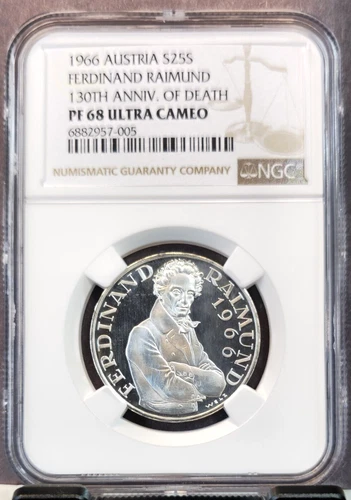 1966 AUSTRIA S25S
FERDINAND RAIMUND
130TH ANNIV. OF DEATH
PF 68 ULTRA CAMEO
6882957-005
NUMISMATIC GUARANTY COMPANY
NGC
FERDINAND RAIMUND
1966